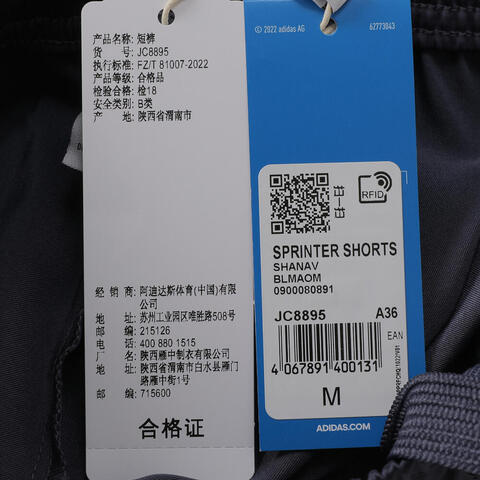 产品名称: 短裤
货 号: JC8895
执行标准: FZ/T 81007-2022
产品等级: 合格品
检验合格: 检18
安全类别: B类
产 地: 陕西省渭南市
经 销 商: 阿迪达斯体育(中国)有限
公司
地 址: 苏州工业园区唯胜路508号
邮 编: 215126
电 话: 400 880 1515
厂 名: 陕西雁中制衣有限公司
地 址: 陕西省渭南市白水县雁门
路雁中街1号
邮 编: 715600
合格证
© 2022 adidas AG
62773043
RFID
SPRINTER SHORTS
SHANAV
BLMAOM
0900080891
JC8895 A36
EAN
4 067891 400131
M
ADIDAS.COM